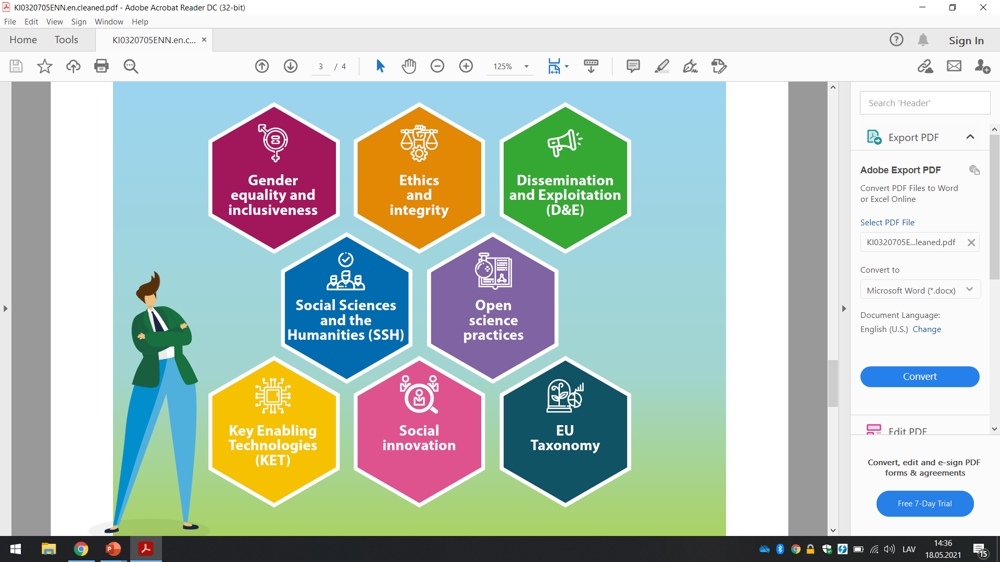 KI0320705ENN.en.cleaned.pdf - Adobe Acrobat Reader DC (32-bit)
File Edit View Sign Window Help
Home Tools KI0320705ENN.en.c... Sign In
3 / 4 125%
Gender
equality and
inclusiveness
Ethics
and
integrity
Dissemination
and Exploitation
(D&E)
Social Sciences
and the
Humanities (SSH)
Open
science
practices
Key Enabling
Technologies
(KET)
Social
innovation
EU
Taxonomy
Search 'Header'
Export PDF
Adobe Export PDF
Convert PDF Files to Word
or Excel Online
Select PDF File
KI0320705E...leaned.pdf
Convert to
Microsoft Word (*.docx)
Document Language:
English (U.S.) Change
Convert
Edit PDF
Convert, edit and e-sign PDF
forms & agreements
Free 7-Day Trial
LAV
14:36
18.05.2021
15